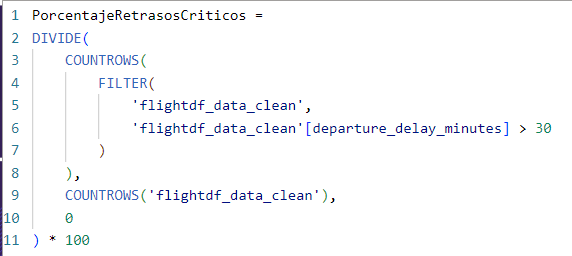 1 PorcentajeRetrasosCriticos =
2 DIVIDE(
3     COUNTROWS(
4         FILTER(
5             'flightdf_data_clean',
6             'flightdf_data_clean'[departure_delay_minutes] > 30
7         )
8     ),
9     COUNTROWS('flightdf_data_clean'),
10     0
11 ) * 100